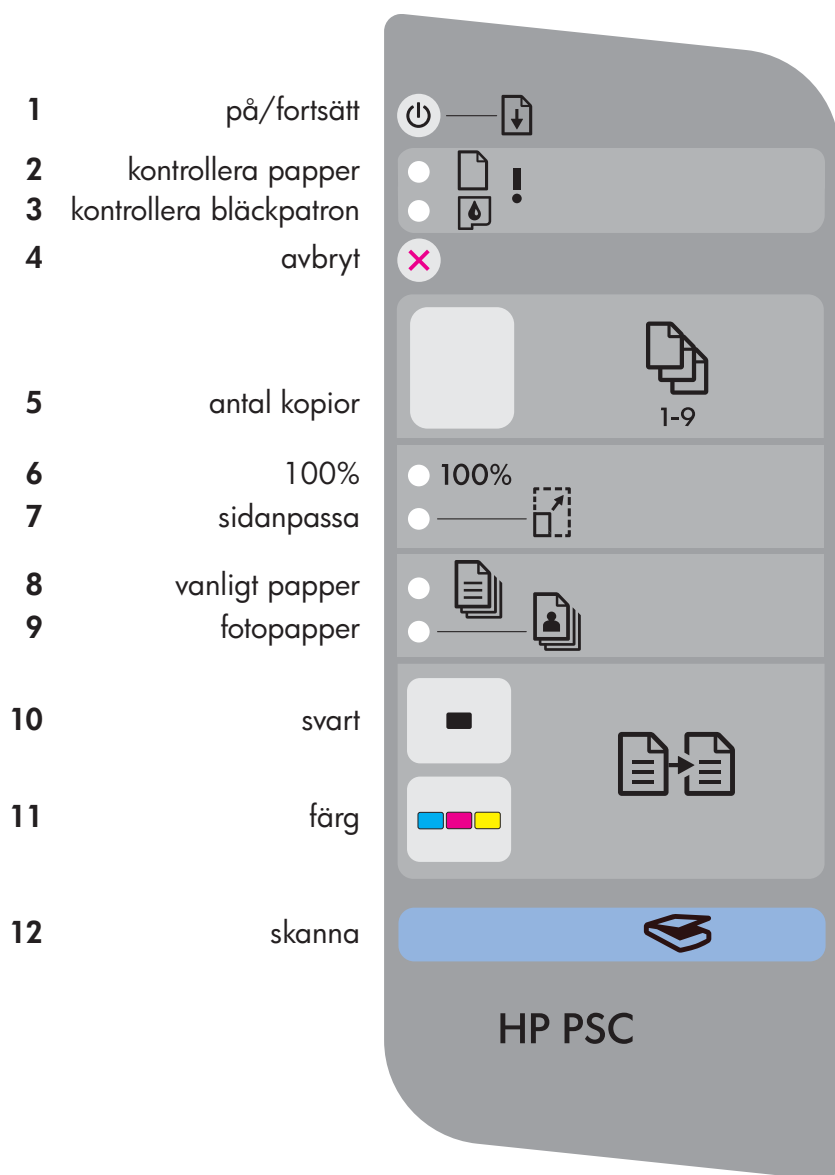 1 på/fortsätt
2 kontrollera papper
3 kontrollera bläckpatron
4 avbryt
5 antal kopior
1-9
6 100% 100%
7 sidanpassa
8 vanligt papper
9 fotopapper
10 svart
11 färg
12 skanna
HP PSC